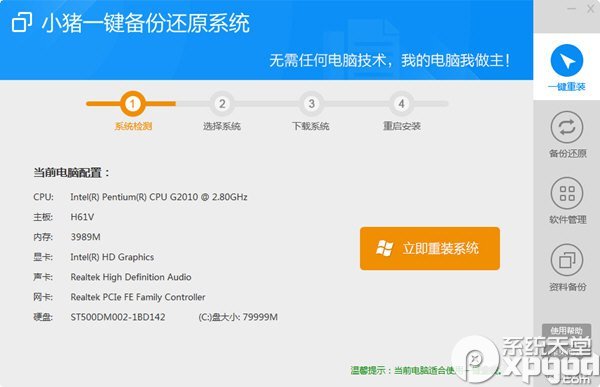 小猪一键备份还原系统
无需任何电脑技术，我的电脑我做主！
1 2 3 4
系统检测 选择系统 下载系统 重启安装
当前电脑配置：
CPU: Intel(R) Pentium(R) CPU G2010 @ 2.80GHz
主板: H61V
内存: 3989M
显卡: Intel(R) HD Graphics
声卡: Realtek High Definition Audio
网卡: Realtek PCIe FE Family Controller
硬盘: ST500DM002-1BD142 (C:)盘大小: 79999M
立即重装系统
温馨提示：当前电脑适合使用
一键重装
备份还原
软件管理
资料备份
使用帮助
系统天堂
xpgod
.com